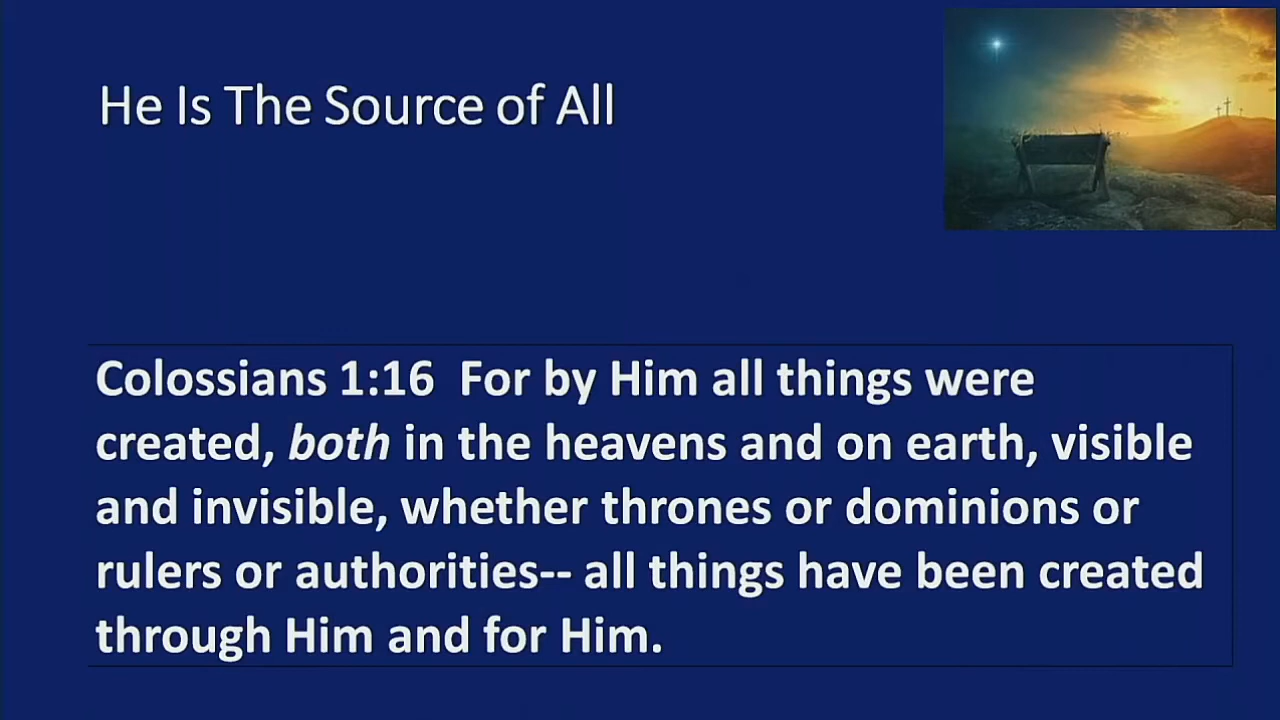 He Is The Source of All
Colossians 1:16  For by Him all things were
created, both in the heavens and on earth, visible
and invisible, whether thrones or dominions or
rulers or authorities-- all things have been created
through Him and for Him.